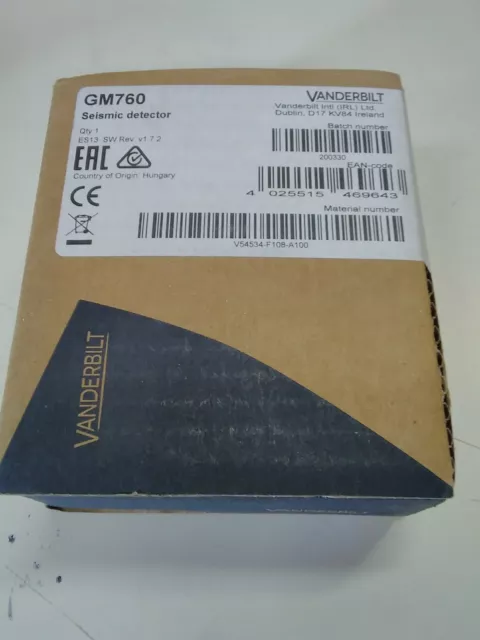 GM760
Seismic detector
Qty 1
ES13 SW Rev. v1.7.2
EAC
Country of Origin: Hungary
CE
VANDERBILT
Vanderbilt Intl (IRL) Ltd.
Dublin, D17 KV84 Ireland
Batch number
200330
EAN-code
4 025515 469643
Material number
V54534-F108-A100
VANDERBILT
VANDERBILT